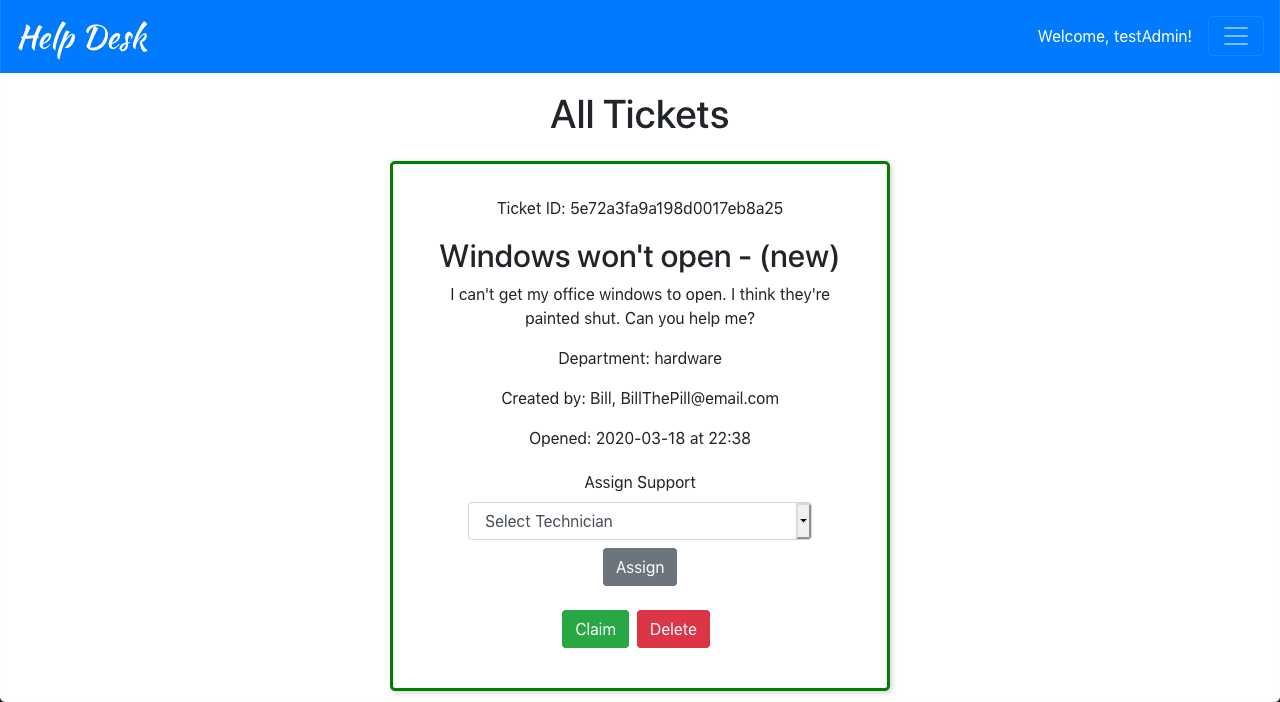 Help Desk
Welcome, testAdmin!
All Tickets
Ticket ID: 5e72a3fa9a198d0017eb8a25
Windows won't open - (new)
I can't get my office windows to open. I think they're
painted shut. Can you help me?
Department: hardware
Created by: Bill, BillThePill@email.com
Opened: 2020-03-18 at 22:38
Assign Support
Select Technician
Assign
Claim Delete